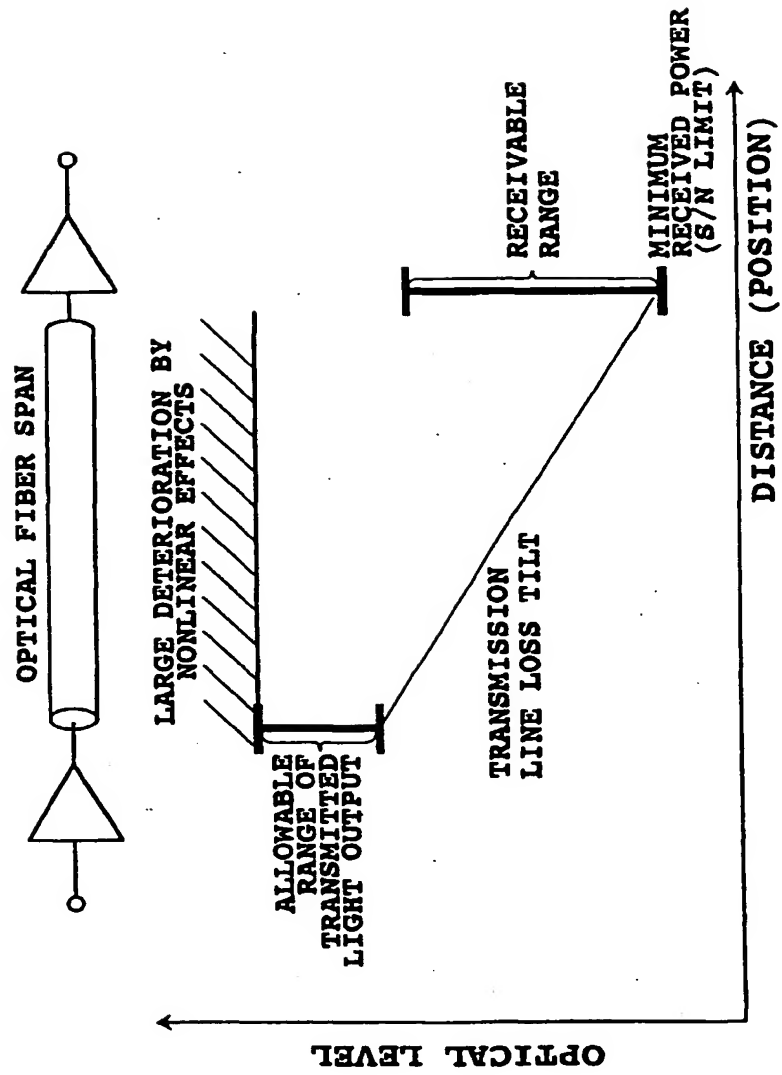 OPTICAL FIBER SPAN
LARGE DETERIORATION BY
NONLINEAR EFFECTS
ALLOWABLE
RANGE OF
TRANSMITTED
LIGHT OUTPUT
TRANSMISSION
LINE LOSS TILT
RECEIVABLE
RANGE
MINIMUM
RECEIVED POWER
(S/N LIMIT)
OPTICAL LEVEL
DISTANCE (POSITION)